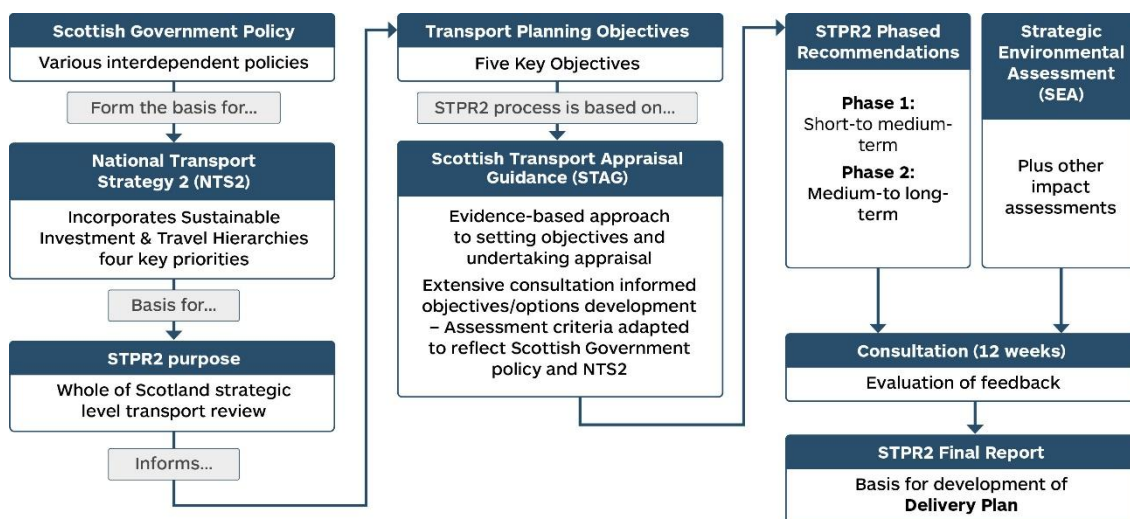 Scottish Government Policy
Various interdependent policies
Form the basis for...
National Transport
Strategy 2 (NTS2)
Incorporates Sustainable
Investment & Travel Hierarchies
four key priorities
Basis for...
STPR2 purpose
Whole of Scotland strategic
level transport review
Informs...
Transport Planning Objectives
Five Key Objectives
STPR2 process is based on...
Scottish Transport Appraisal
Guidance (STAG)
Evidence-based approach
to setting objectives and
undertaking appraisal
Extensive consultation informed
objectives/options development
– Assessment criteria adapted
to reflect Scottish Government
policy and NTS2
STPR2 Phased
Recommendations
Phase 1:
Short-to medium-
term
Phase 2:
Medium-to long-
term
Strategic
Environmental
Assessment
(SEA)
Plus other
impact
assessments
Consultation (12 weeks)
Evaluation of feedback
STPR2 Final Report
Basis for development of
Delivery Plan